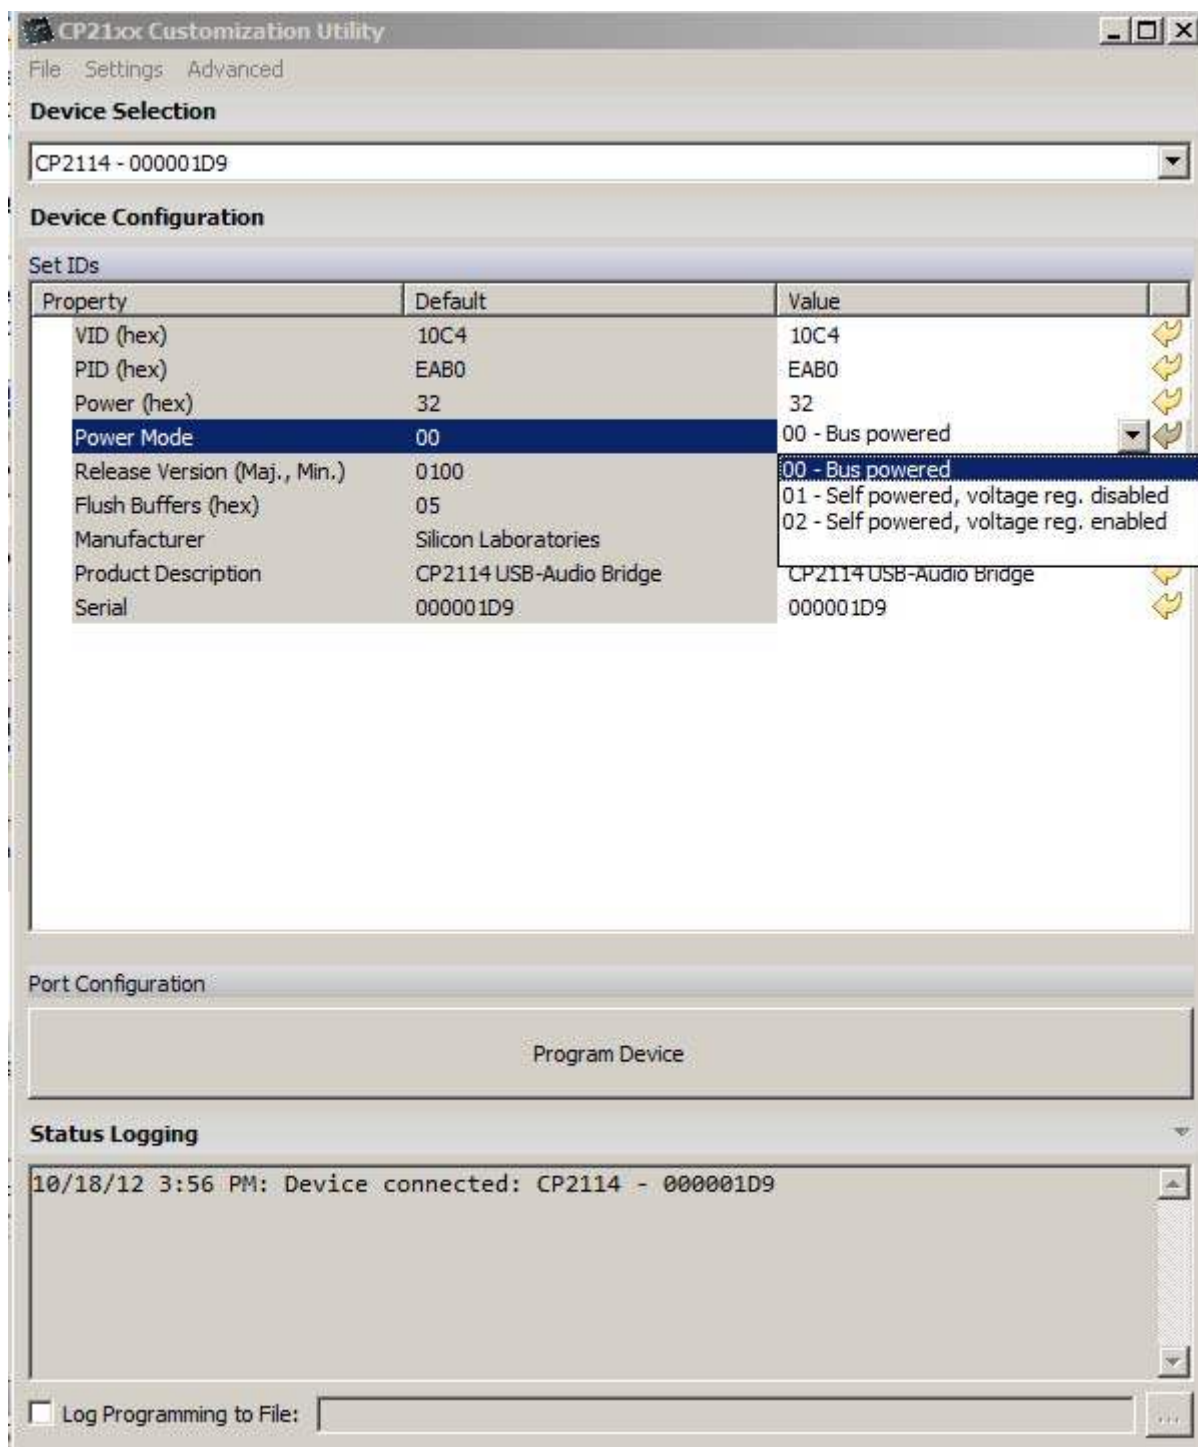 CP21xx Customization Utility
File Settings Advanced
Device Selection
CP2114 - 000001D9
Device Configuration
Set IDs
Property Default Value
VID (hex) 10C4 10C4
PID (hex) EAB0 EAB0
Power (hex) 32 32
Power Mode 00 00 - Bus powered
Release Version (Maj., Min.) 0100
00 - Bus powered
01 - Self powered, voltage reg. disabled
02 - Self powered, voltage reg. enabled
Flush Buffers (hex) 05
Manufacturer Silicon Laboratories
Product Description CP2114 USB-Audio Bridge CP2114 USB-Audio Bridge
Serial 000001D9 000001D9
Port Configuration
Program Device
Status Logging
10/18/12 3:56 PM: Device connected: CP2114 - 000001D9
Log Programming to File:
...